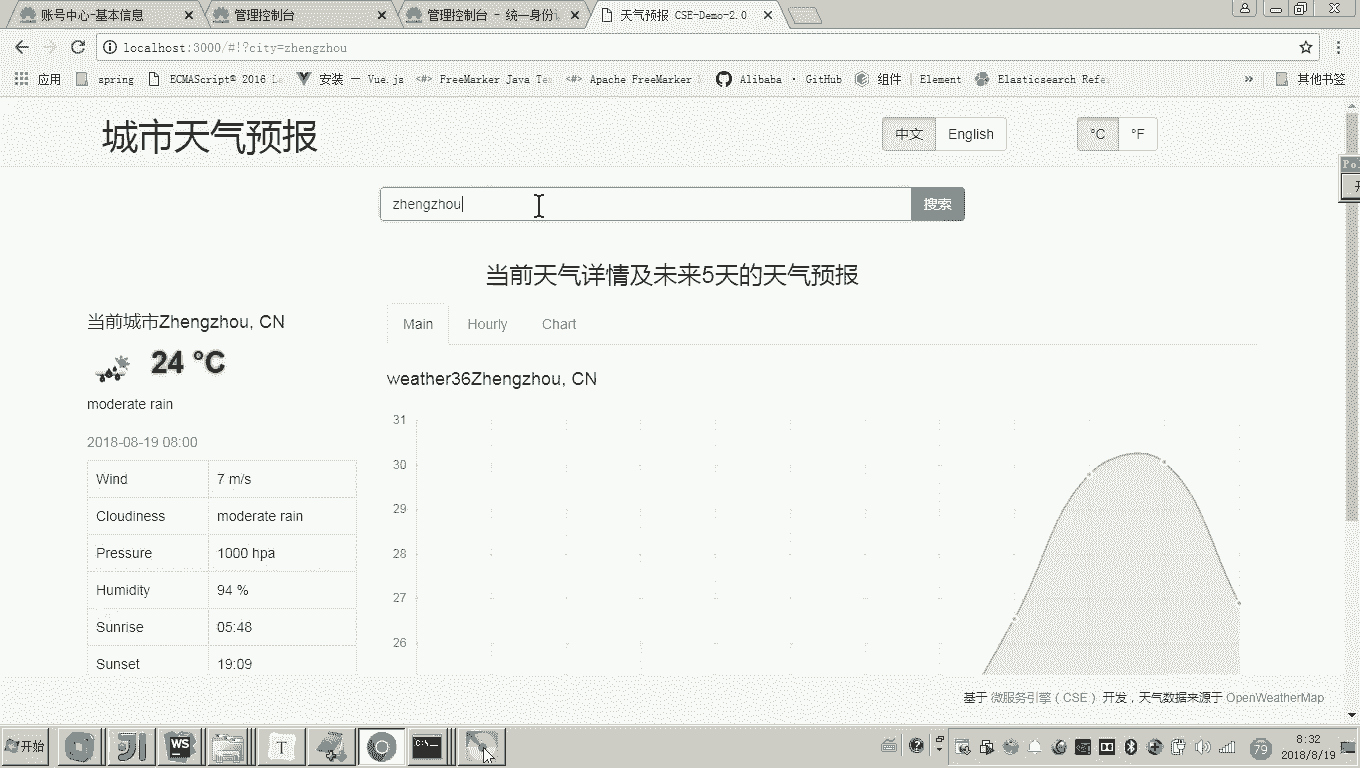 账号中心-基本信息
管理控制台
管理控制台 - 统一身份认
天气预报 CSE-Demo-2.0
localhost:3000/#!?city=zhengzhou
应用
spring
ECMAScript® 2016 La
安装 — Vue.js
FreeMarker Java Te
Apache FreeMarker
Alibaba · GitHub
组件 | Element
Elasticsearch Refe
»
其他书签
城市天气预报
中文
English
°C
°F
zhengzhou
搜索
当前天气详情及未来5天的天气预报
当前城市Zhengzhou, CN
24 °C
moderate rain
2018-08-19 08:00
Wind 7 m/s
Cloudiness moderate rain
Pressure 1000 hpa
Humidity 94 %
Sunrise 05:48
Sunset 19:09
Main
Hourly
Chart
weather36Zhengzhou, CN
31
30
29
28
27
26
基于 微服务引擎（CSE） 开发，天气数据来源于 OpenWeatherMap
开始
WS
T
C:\
79
8:32
2018/8/19